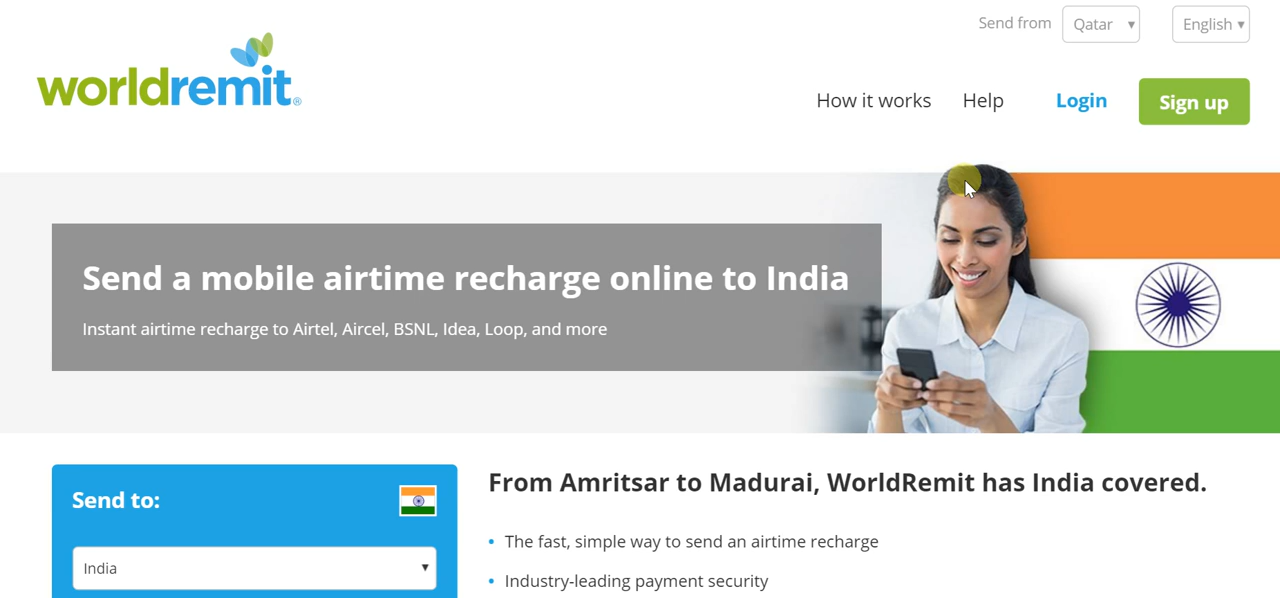 Send from Qatar English
worldremit®
How it works Help Login Sign up
Send a mobile airtime recharge online to India
Instant airtime recharge to Airtel, Aircel, BSNL, Idea, Loop, and more
Send to:
India
From Amritsar to Madurai, WorldRemit has India covered.
• The fast, simple way to send an airtime recharge
• Industry-leading payment security